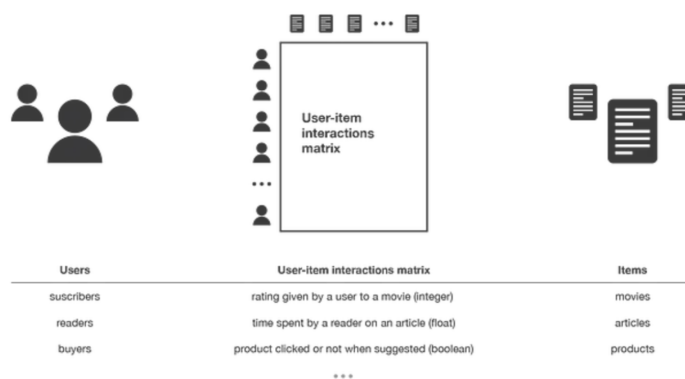 User-item
interactions
matrix
Users User-item interactions matrix Items
suscribers rating given by a user to a movie (integer) movies
readers time spent by a reader on an article (float) articles
buyers product clicked or not when suggested (boolean) products